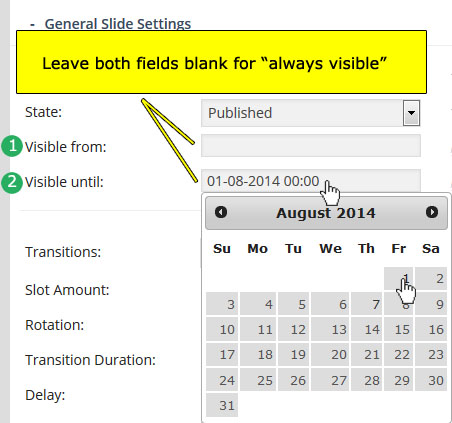 - General Slide Settings
Leave both fields blank for “always visible”
State: Published
1 Visible from:
2 Visible until: 01-08-2014 00:00
August 2014
Su Mo Tu We Th Fr Sa
1 2
3 4 5 6 7 8 9
10 11 12 13 14 15 16
17 18 19 20 21 22 23
24 25 26 27 28 29 30
31
Transitions:
Slot Amount:
Rotation:
Transition Duration:
Delay: